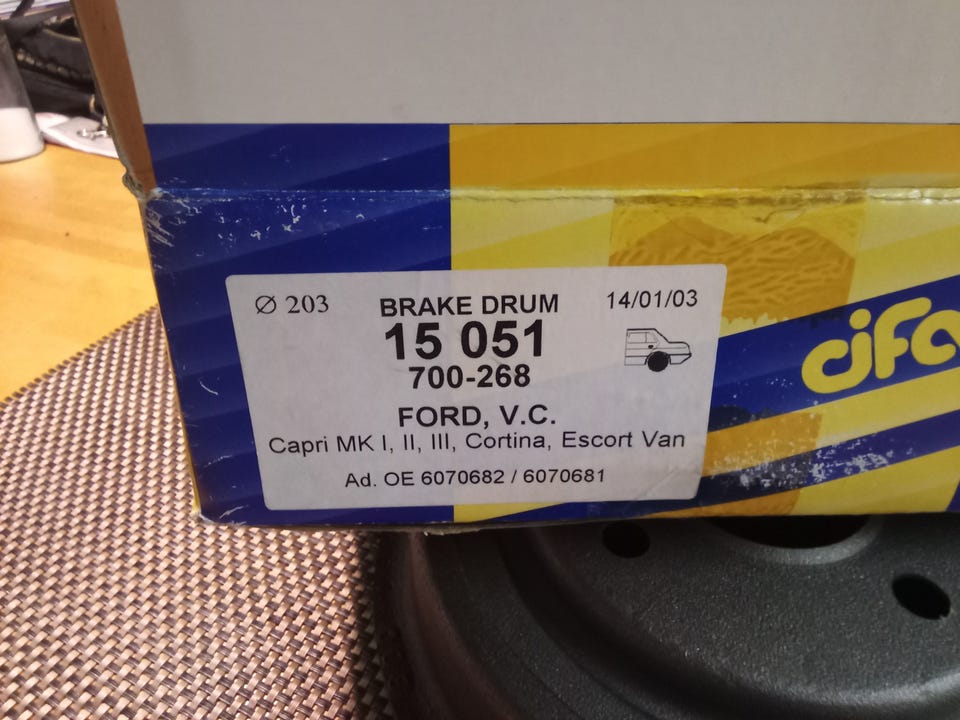 Ø 203 BRAKE DRUM 14/01/03
15 051
700-268
FORD, V.C.
Capri MK I, II, III, Cortina, Escort Van
Ad. OE 6070682 / 6070681